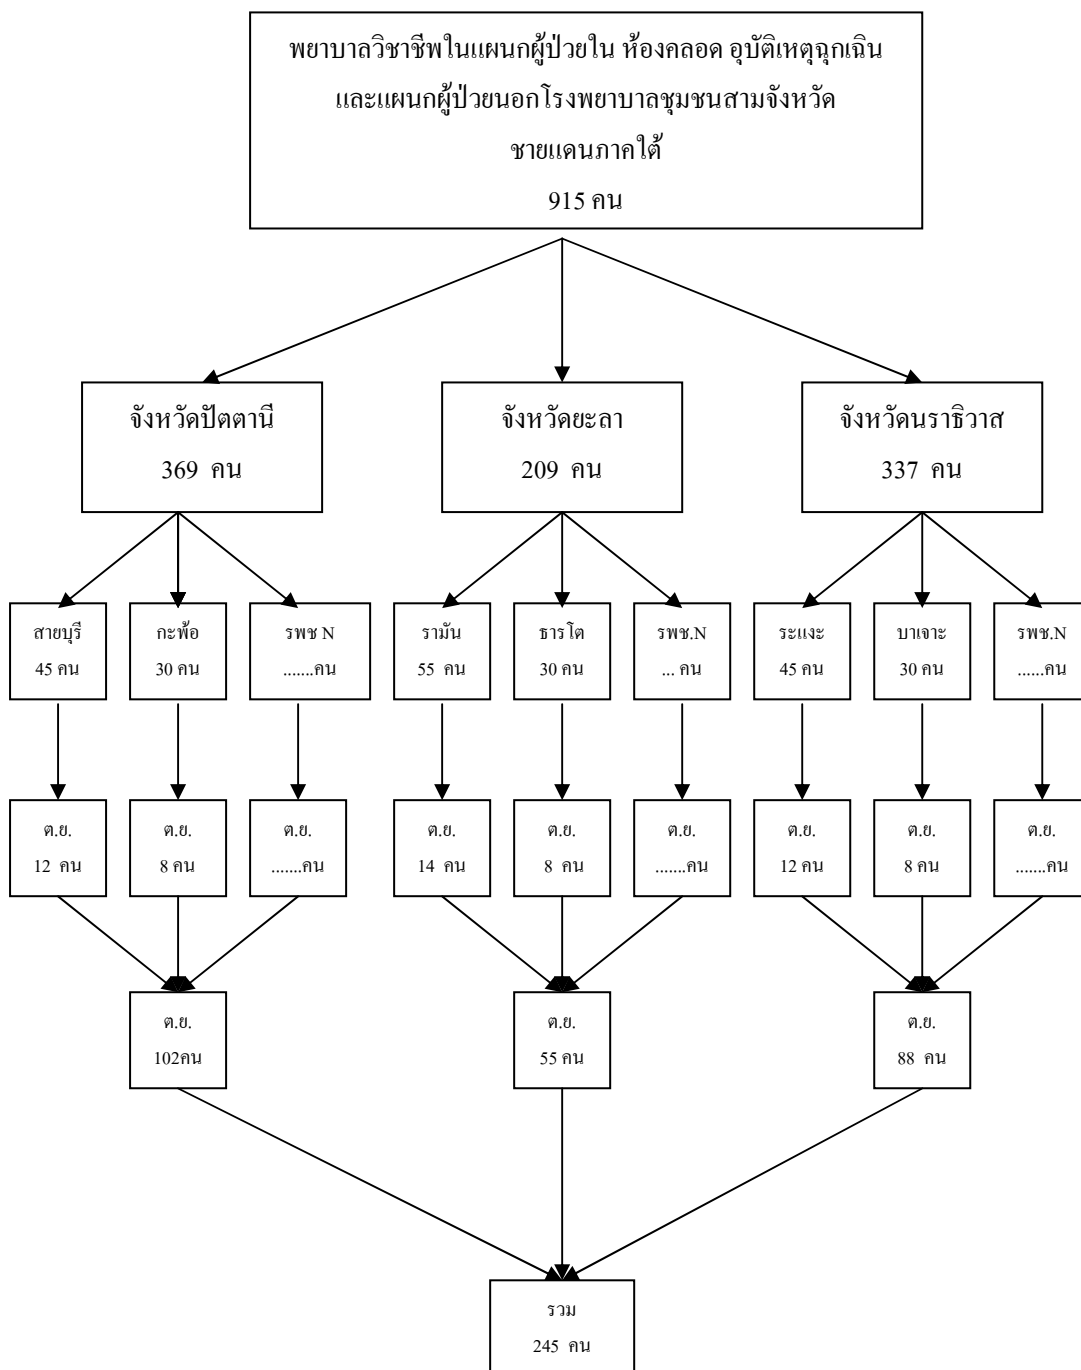 พยาบาลวิชาชีพในแผนกผู้ป่วยใน ห้องคลอด อุบัติเหตุฉุกเฉิน
และแผนกผู้ป่วยนอกโรงพยาบาลชุมชนสามจังหวัด
ชายแดนภาคใต้
915 คน
จังหวัดปัตตานี
369 คน
จังหวัดยะลา
209 คน
จังหวัดนราธิวาส
337 คน
สายบุรี
45 คน
กะพ้อ
30 คน
รพช N
.......คน
รามัน
55 คน
ธารโต
30 คน
รพช.N
... คน
ระแงะ
45 คน
บาเจาะ
30 คน
รพช.N
......คน
ต.ย.
12 คน
ต.ย.
8 คน
ต.ย.
.......คน
ต.ย.
14 คน
ต.ย.
8 คน
ต.ย.
.......คน
ต.ย.
12 คน
ต.ย.
8 คน
ต.ย.
.......คน
ต.ย.
102คน
ต.ย.
55 คน
ต.ย.
88 คน
รวม
245 คน